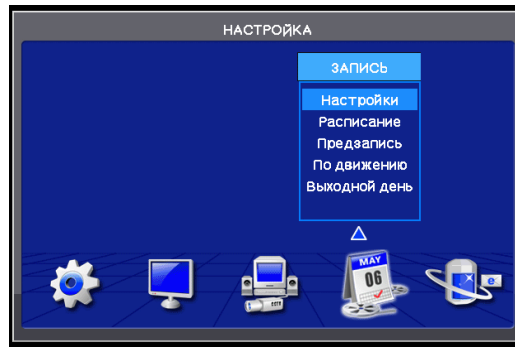 НАСТРОЙКА
ЗАПИСЬ
Настройки
Расписание
Предзапись
По движению
Выходной день
MAY
06
e